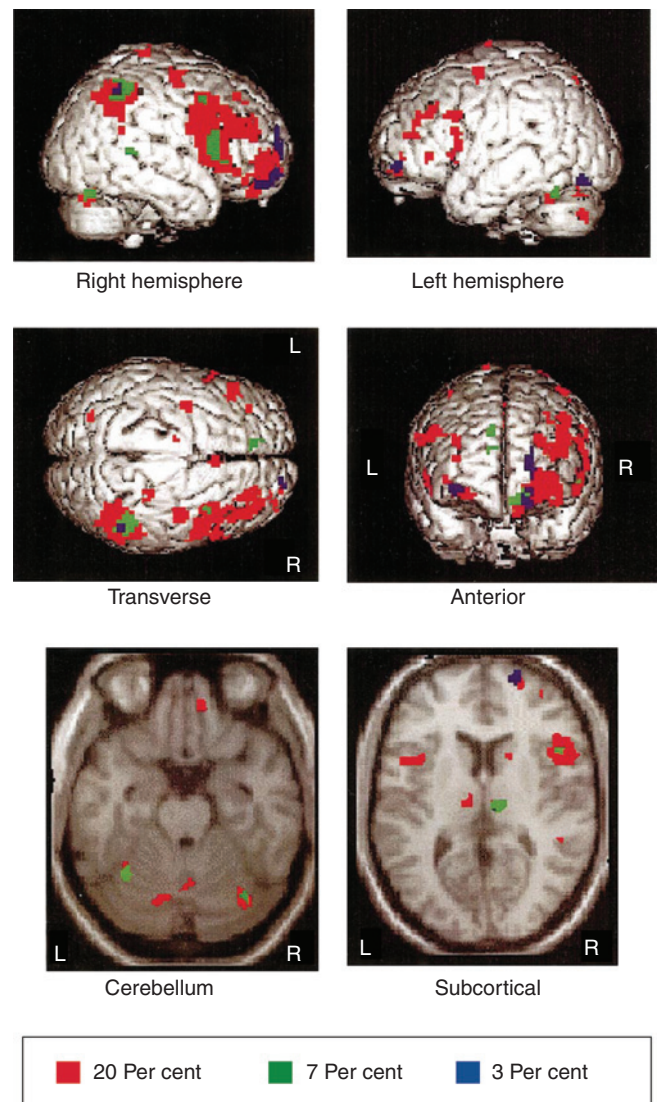 Right hemisphere
Left hemisphere
L
R
Transverse
L
R
Anterior
L
R
Cerebellum
L
R
Subcortical
20 Per cent
7 Per cent
3 Per cent